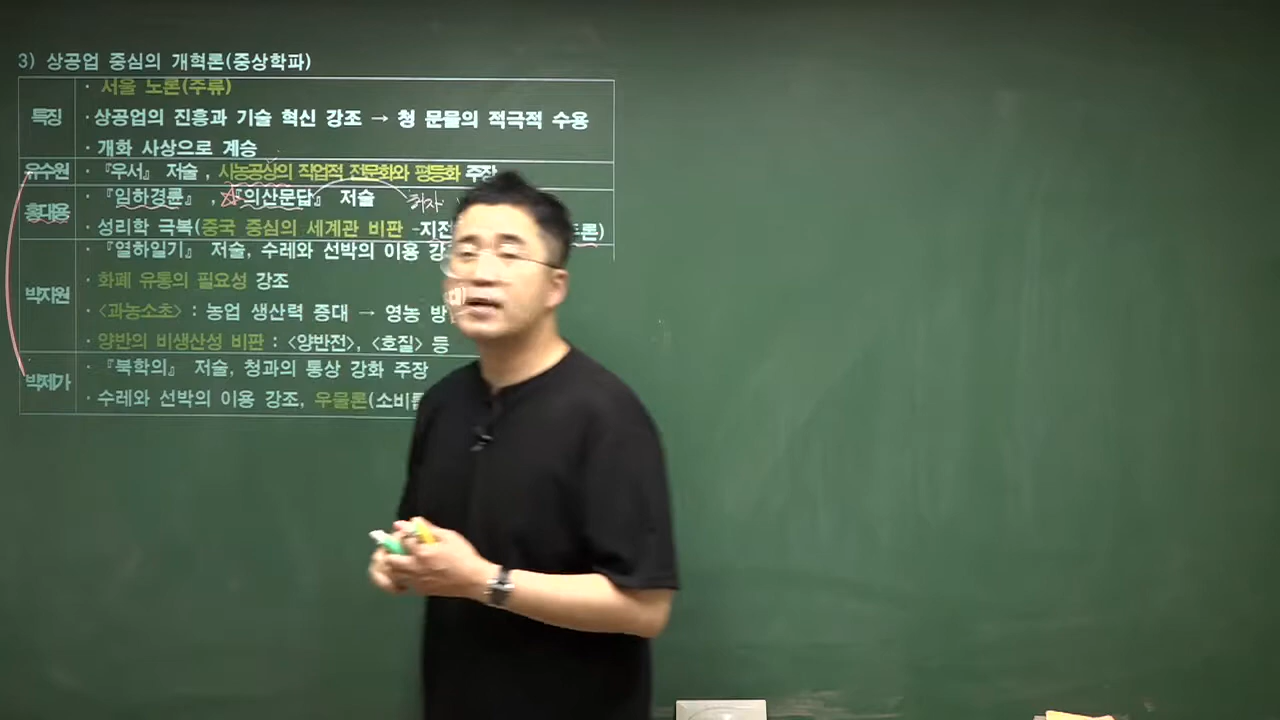 3) 상공업 중심의 개혁론(중상학파)
특징
· 서울 노론(주류)
· 상공업의 진흥과 기술 혁신 강조 → 청 문물의 적극적 수용
· 개화 사상으로 계승
유수원
· 『우서』 저술, 사농공상의 직업적 전문화와 평등화 주장
홍대용
· 『임하경륜』, 『의산문답』 저술 허자
· 성리학 극복(중국 중심의 세계관 비판 - 지전 론)
박지원
· 『열하일기』 저술, 수레와 선박의 이용 강
· 화폐 유통의 필요성 강조
· <과농소초> : 농업 생산력 증대 → 영농 방
· 양반의 비생산성 비판 : <양반전>, <호질> 등
박제가
· 『북학의』 저술, 청과의 통상 강화 주장
· 수레와 선박의 이용 강조, 우물론(소비를